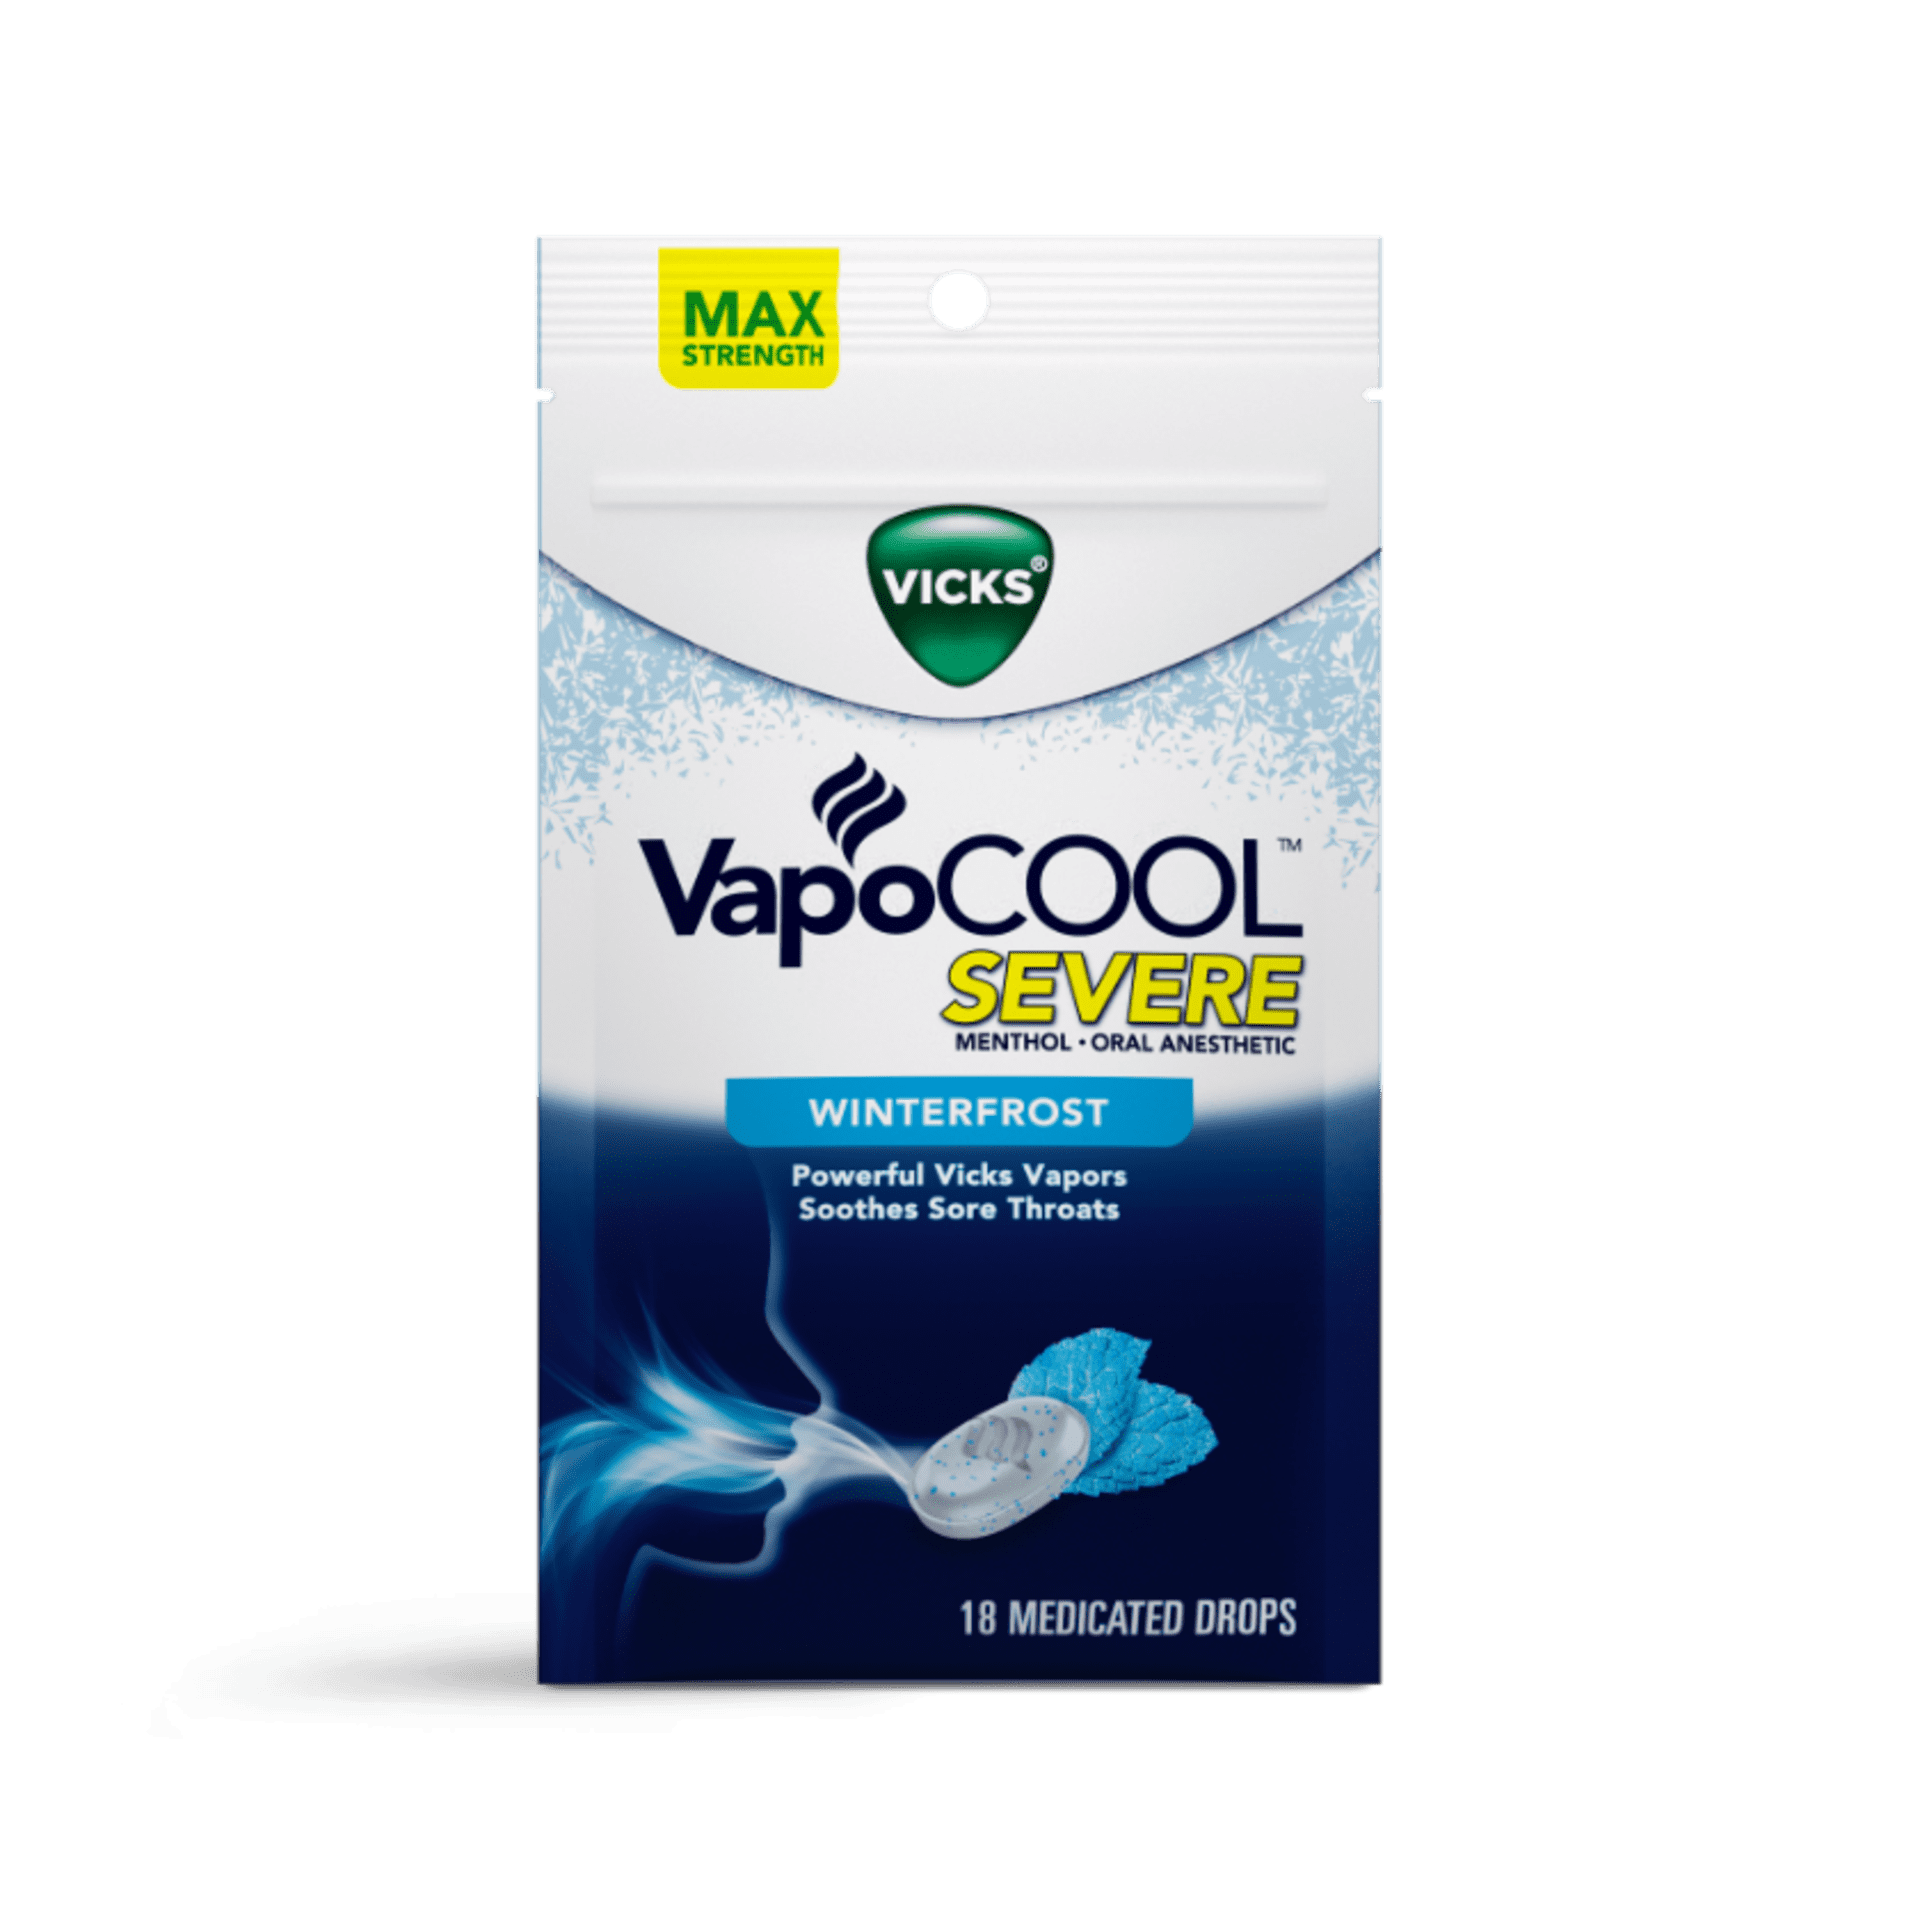 MAX
STRENGTH
VICKS®
VapoCOOL™
SEVERE
MENTHOL • ORAL ANESTHETIC
WINTERFROST
Powerful Vicks Vapors
Soothes Sore Throats
18 MEDICATED DROPS